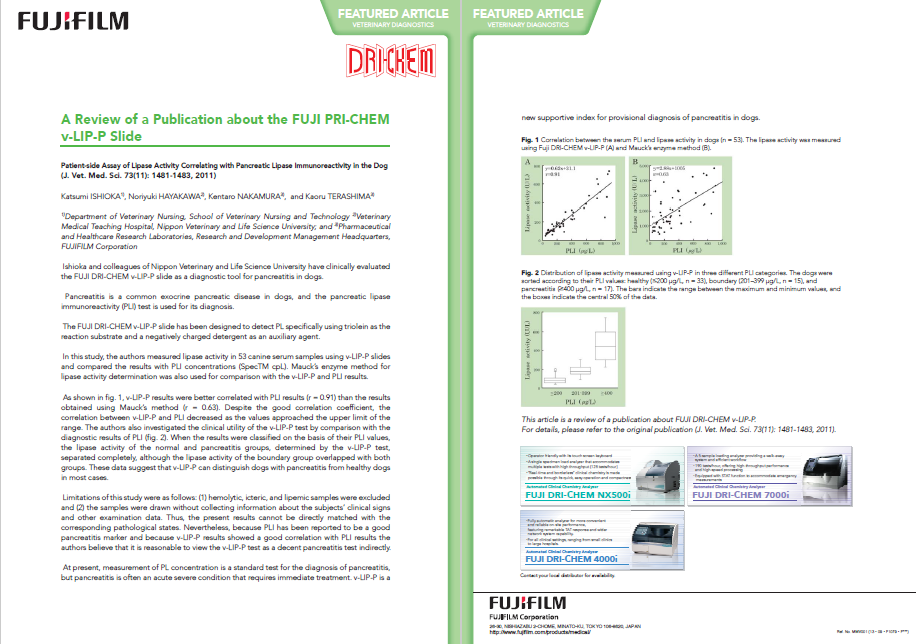 FUJIFILM
FEATURED ARTICLE
VETERINARY DIAGNOSTICS
DRI-CHEM
A Review of a Publication about the FUJI PRI-CHEM
v-LIP-P Slide
Patient-side Assay of Lipase Activity Correlating with Pancreatic Lipase Immunoreactivity in the Dog
(J. Vet. Med. Sci. 73(11): 1481-1483, 2011)
Katsumi ISHIOKA1), Noriyuki HAYAKAWA2), Kentaro NAKAMURA3), and Kaoru TERASHIMA3)
1)Department of Veterinary Nursing, School of Veterinary Nursing and Technology 2)Veterinary
Medical Teaching Hospital, Nippon Veterinary and Life Science University; and 3)Pharmaceutical
and Healthcare Research Laboratories, Research and Development Management Headquarters,
FUJIFILM Corporation
Ishioka and colleagues of Nippon Veterinary and Life Science University have clinically evaluated
the FUJI DRI-CHEM v-LIP-P slide as a diagnostic tool for pancreatitis in dogs.
Pancreatitis is a common exocrine pancreatic disease in dogs, and the pancreatic lipase
immunoreactivity (PLI) test is used for its diagnosis.
The FUJI DRI-CHEM v-LIP-P slide has been designed to detect PL specifically using triolein as the
reaction substrate and a negatively charged detergent as an auxiliary agent.
In this study, the authors measured lipase activity in 53 canine serum samples using v-LIP-P slides
and compared the results with PLI concentrations (SpecTM cpL). Mauck's enzyme method for
lipase activity determination was also used for comparison with the v-LIP-P and PLI results.
As shown in fig. 1, v-LIP-P results were better correlated with PLI results (r = 0.91) than the results
obtained using Mauck's method (r = 0.63). Despite the good correlation coefficient, the
correlation between v-LIP-P and PLI decreased as the values approached the upper limit of the
range. The authors also investigated the clinical utility of the v-LIP-P test by comparison with the
diagnostic results of PLI (fig. 2). When the results were classified on the basis of their PLI values,
the lipase activity of the normal and pancreatitis groups, determined by the v-LIP-P test,
separated completely, although the lipase activity of the boundary group overlapped with both
groups. These data suggest that v-LIP-P can distinguish dogs with pancreatitis from healthy dogs
in most cases.
Limitations of this study were as follows: (1) hemolytic, icteric, and lipemic samples were excluded
and (2) the samples were drawn without collecting information about the subjects' clinical signs
and other examination data. Thus, the present results cannot be directly matched with the
corresponding pathological states. Nevertheless, because PLI has been reported to be a good
pancreatitis marker and because v-LIP-P results showed a good correlation with PLI results the
authors believe that it is reasonable to view the v-LIP-P test as a decent pancreatitis test indirectly.
At present, measurement of PL concentration is a standard test for the diagnosis of pancreatitis,
but pancreatitis is often an acute severe condition that requires immediate treatment. v-LIP-P is a
FEATURED ARTICLE
VETERINARY DIAGNOSTICS
new supportive index for provisional diagnosis of pancreatitis in dogs.
Fig. 1 Correlation between the serum PLI and lipase activity in dogs (n = 53). The lipase activity was measured
using Fuji DRI-CHEM v-LIP-P (A) and Mauck's enzyme method (B).
A
r=0.91
Lipase activity (U/L)
PLI (µg/L)
B
r=0.63
Lipase activity (U/L)
PLI (µg/L)
Fig. 2 Distribution of lipase activity measured using v-LIP-P in three different PLI categories. The dogs were
sorted according to their PLI values: healthy (≤200 µg/L, n = 33), boundary (201–399 µg/L, n = 15), and
pancreatitis (≥400 µg/L, n = 17). The bars indicate the range between the maximum and minimum values, and
the boxes indicate the central 50% of the data.
Lipase activity (U/L)
≤200 201-399 ≥400
PLI (µg/L)
This article is a review of a publication about FUJI DRI-CHEM v-LIP-P.
For details, please refer to the original publication (J. Vet. Med. Sci. 73(11): 1481-1483, 2011).
Automated Clinical Chemistry Analyzer
FUJI DRI-CHEM NX500i
Automated Clinical Chemistry Analyzer
FUJI DRI-CHEM 7000i
Automated Clinical Chemistry Analyzer
FUJI DRI-CHEM 4000i
Contact your local distributor for availability.
FUJIFILM
FUJIFILM Corporation
26-30, NISHIAZABU 2-CHOME, MINATO-KU, TOKYO 106-8620, JAPAN
http://www.fujifilm.com/products/medical/